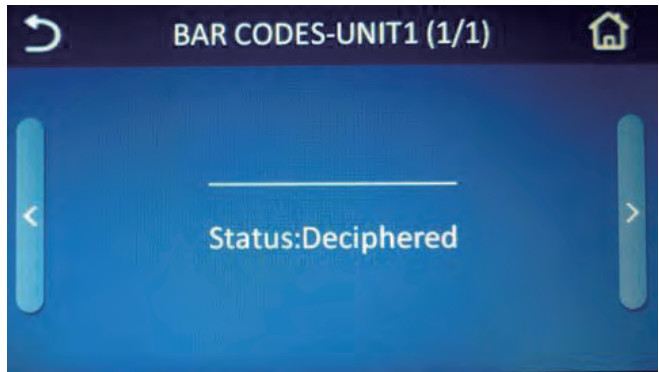 BAR CODES-UNIT1 (1/1)
< >
Status:Deciphered